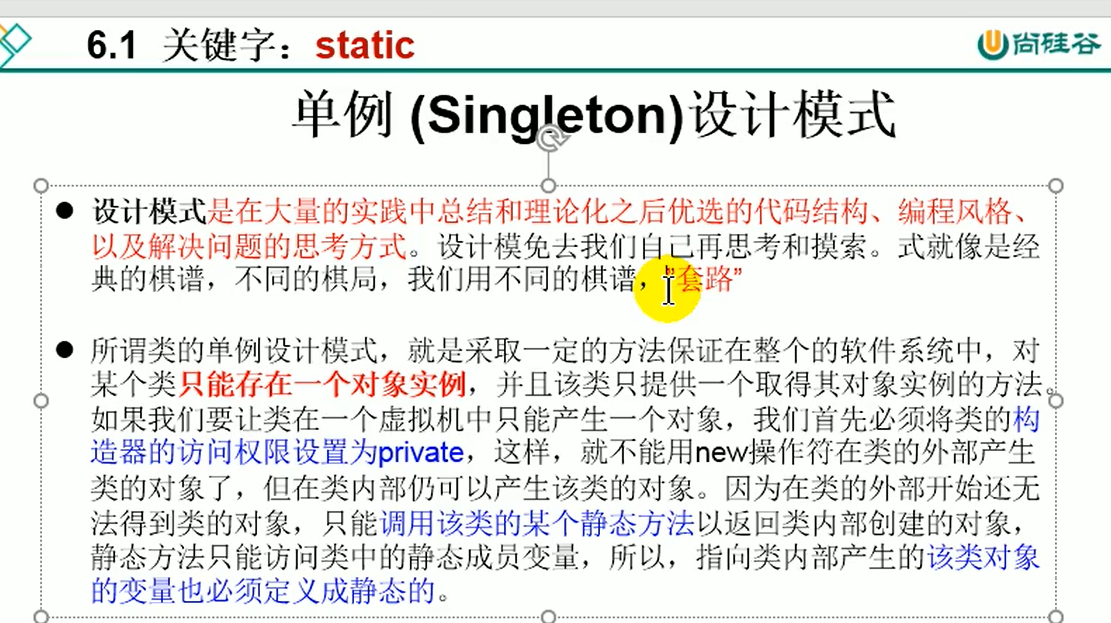 6.1 关键字：static
尚硅谷
单例 (Singleton)设计模式
设计模式是在大量的实践中总结和理论化之后优选的代码结构、编程风格、
以及解决问题的思考方式。设计模免去我们自己再思考和摸索。式就像是经
典的棋谱，不同的棋局，我们用不同的棋谱，”套路”
所谓类的单例设计模式，就是采取一定的方法保证在整个的软件系统中，对
某个类只能存在一个对象实例，并且该类只提供一个取得其对象实例的方法。
如果我们要让类在一个虚拟机中只能产生一个对象，我们首先必须将类的构
造器的访问权限设置为private，这样，就不能用new操作符在类的外部产生
类的对象了，但在类内部仍可以产生该类的对象。因为在类的外部开始还无
法得到类的对象，只能调用该类的某个静态方法以返回类内部创建的对象，
静态方法只能访问类中的静态成员变量，所以，指向类内部产生的该类对象
的变量也必须定义成静态的。